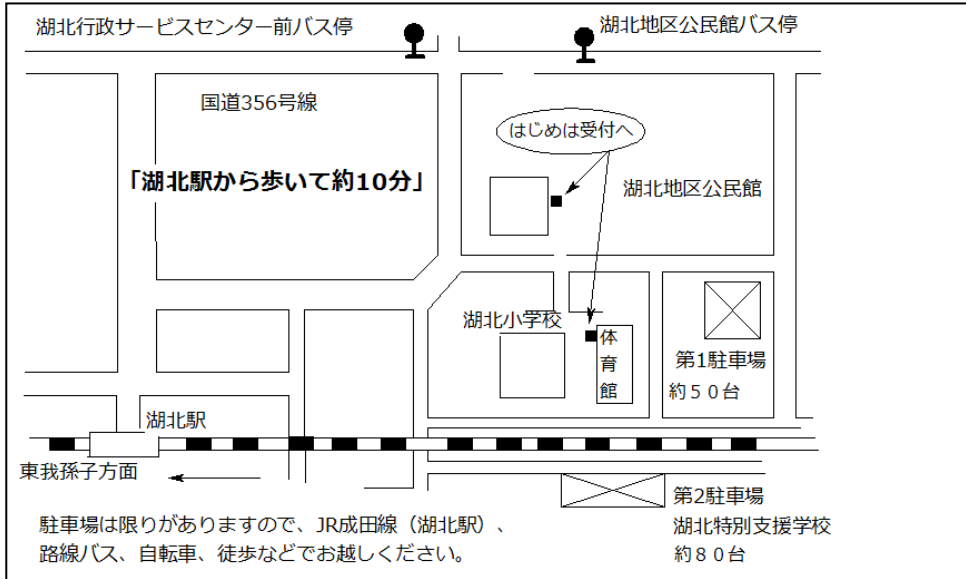 湖北行政サービスセンター前バス停
湖北地区公民館バス停
国道356号線
はじめは受付へ
「湖北駅から歩いて約10分」
湖北地区公民館
湖北小学校
体育館
第1駐車場
約５０台
湖北駅
東我孫子方面
第2駐車場
湖北特別支援学校
約８０台
駐車場は限りがありますので、JR成田線（湖北駅）、
路線バス、自転車、徒歩などでお越しください。